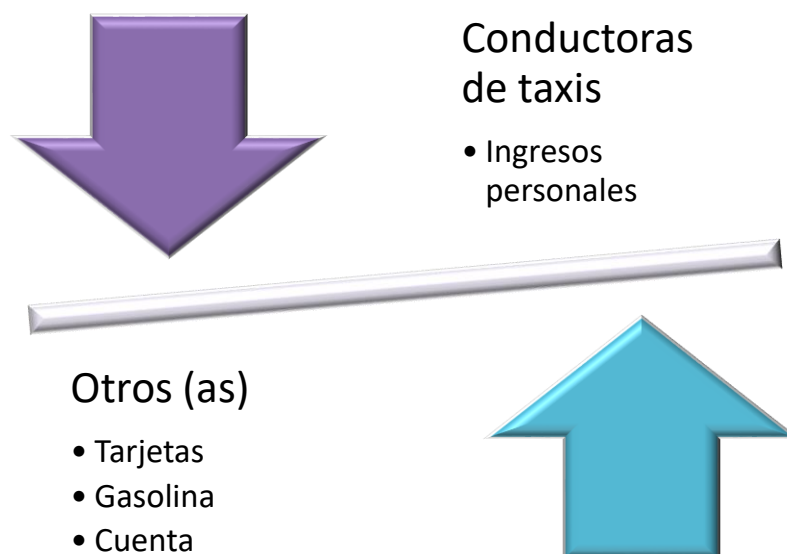 Conductoras
de taxis
• Ingresos
personales
Otros (as)
• Tarjetas
• Gasolina
• Cuenta